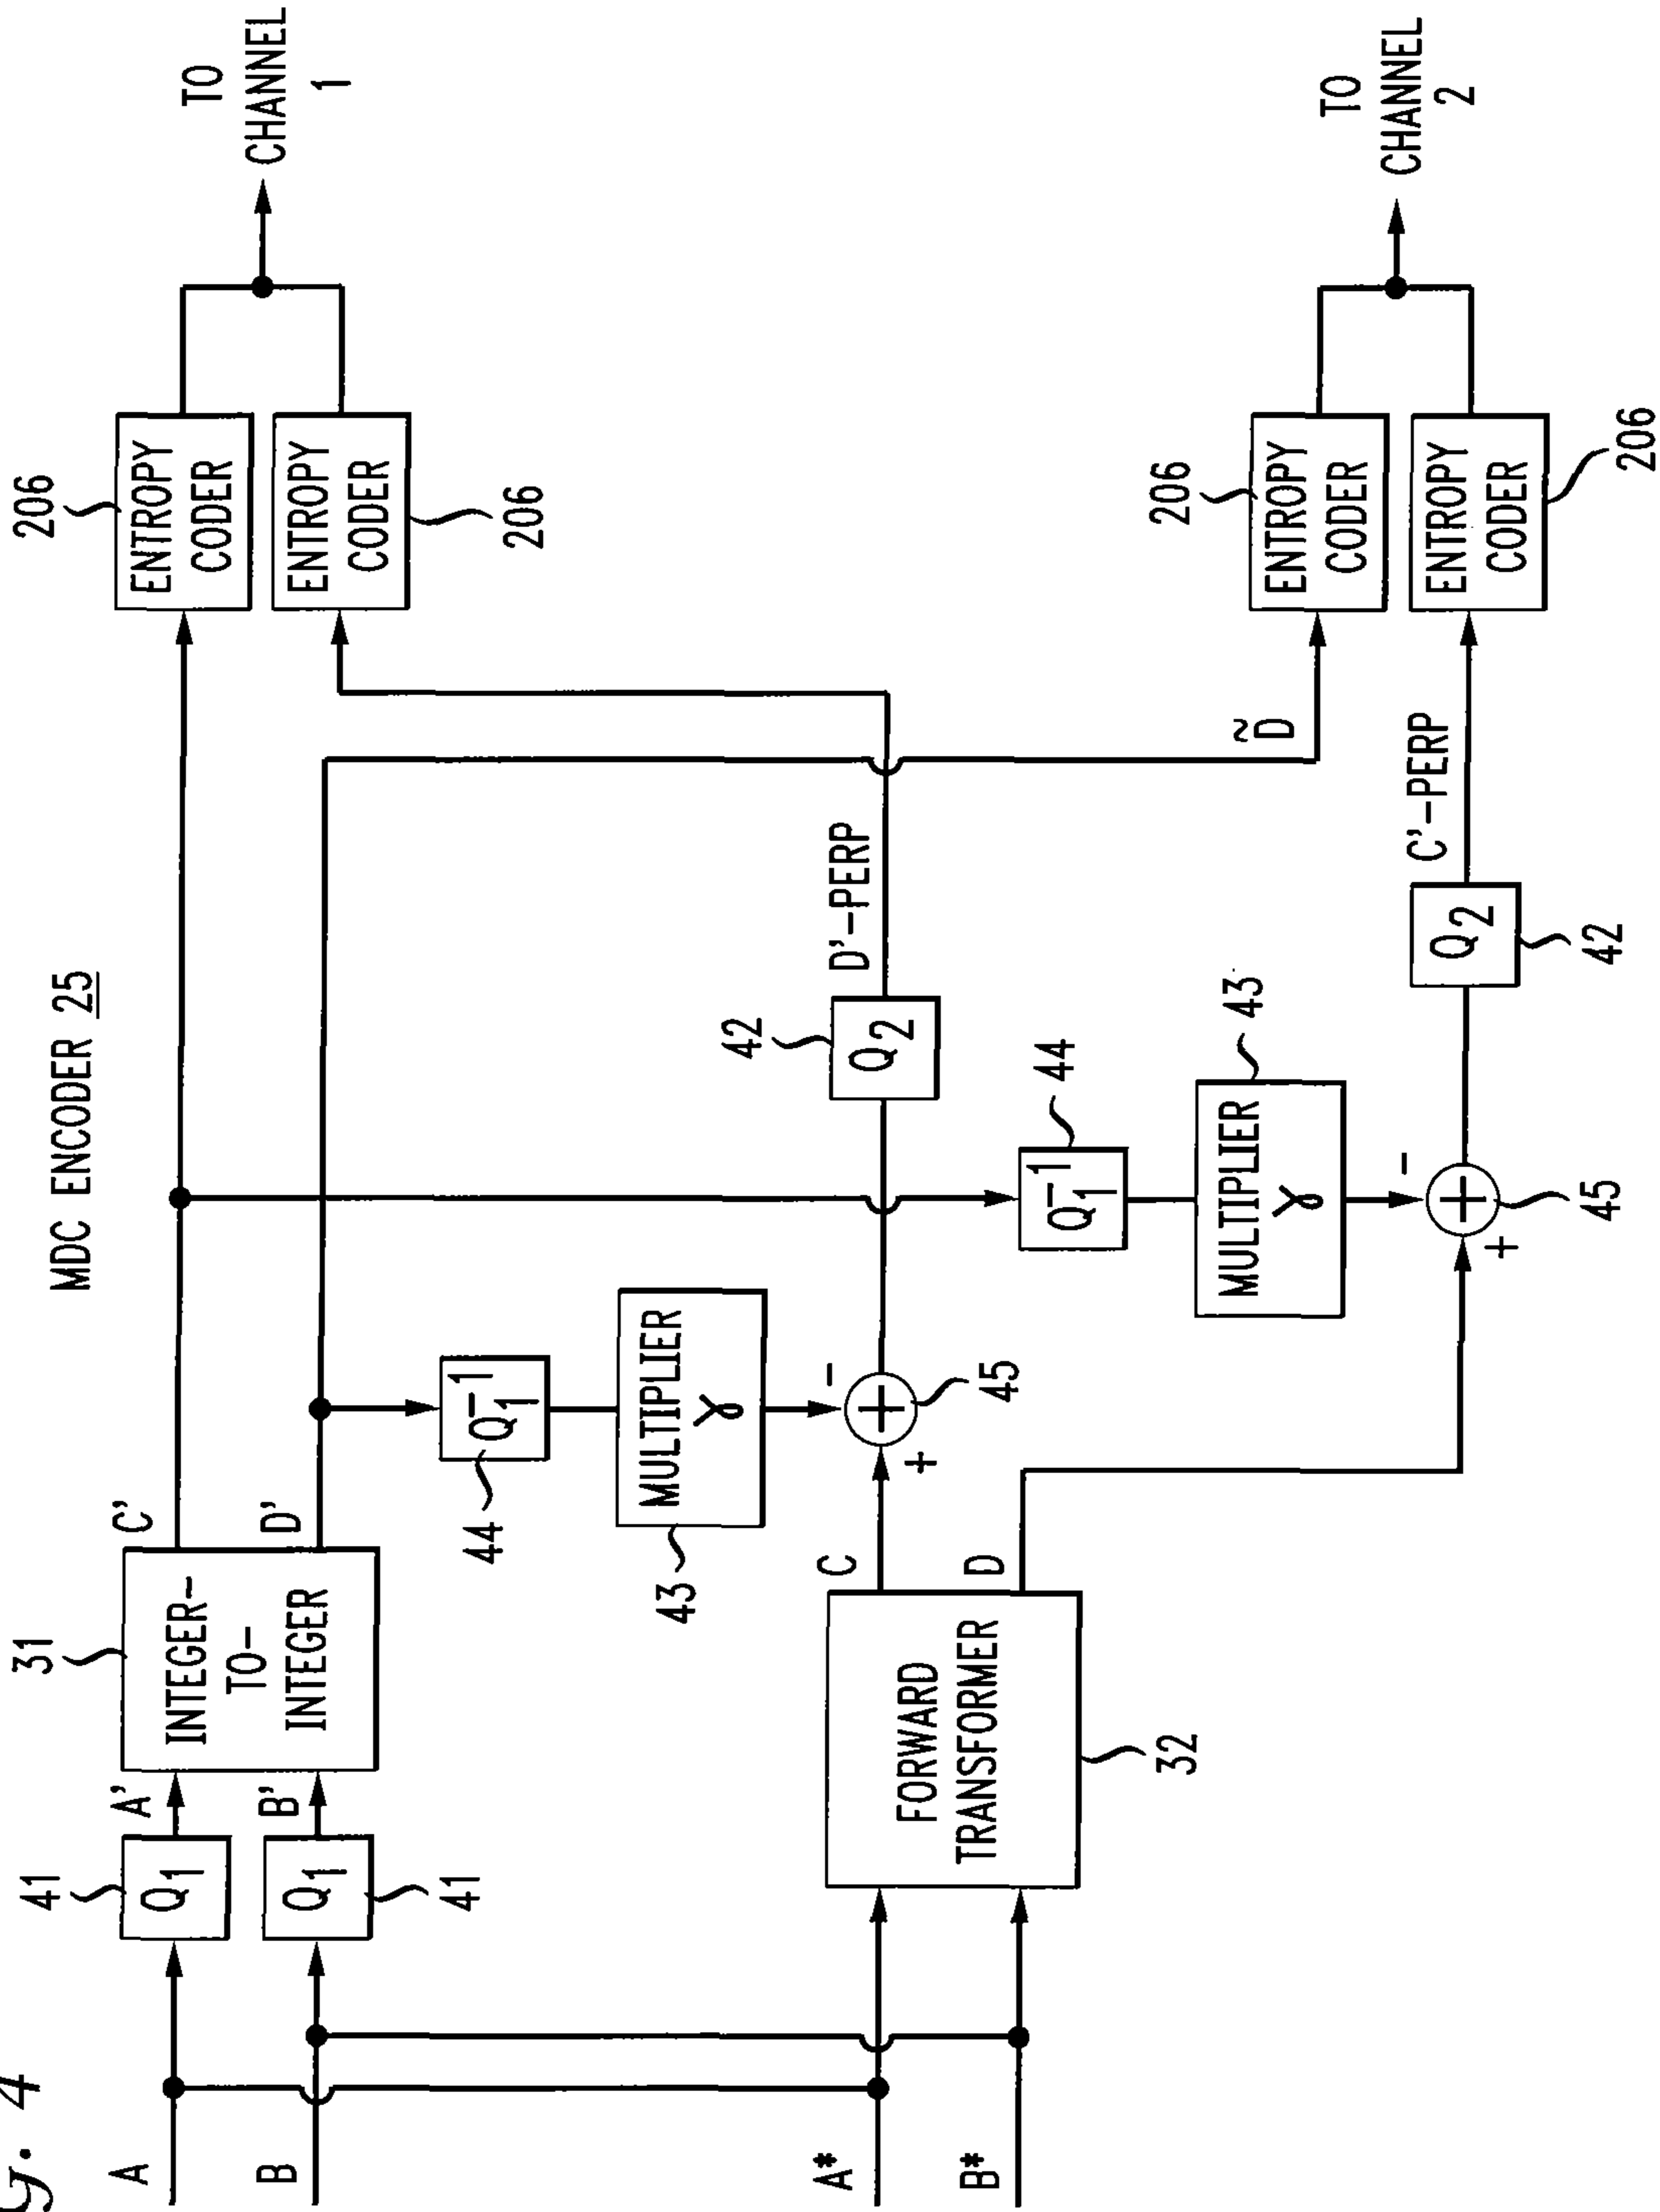 g. 4
MDC ENCODER 25
A
B
A*
B*
41
Q1
Q1
41
A'
B'
31
INTEGER-
TO-
INTEGER
C'
D'
FORWARD
TRANSFORMER
32
C
D
44
Q1-1
43
MULTIPLIER
γ
-
+
45
42
Q2
D'-PERP
44
Q1-1
43
MULTIPLIER
γ
-
+
45
Q2
42
C'-PERP
~
D
206
ENTROPY
CODER
ENTROPY
CODER
206
206
ENTROPY
CODER
ENTROPY
CODER
206
TO
CHANNEL
1
TO
CHANNEL
2